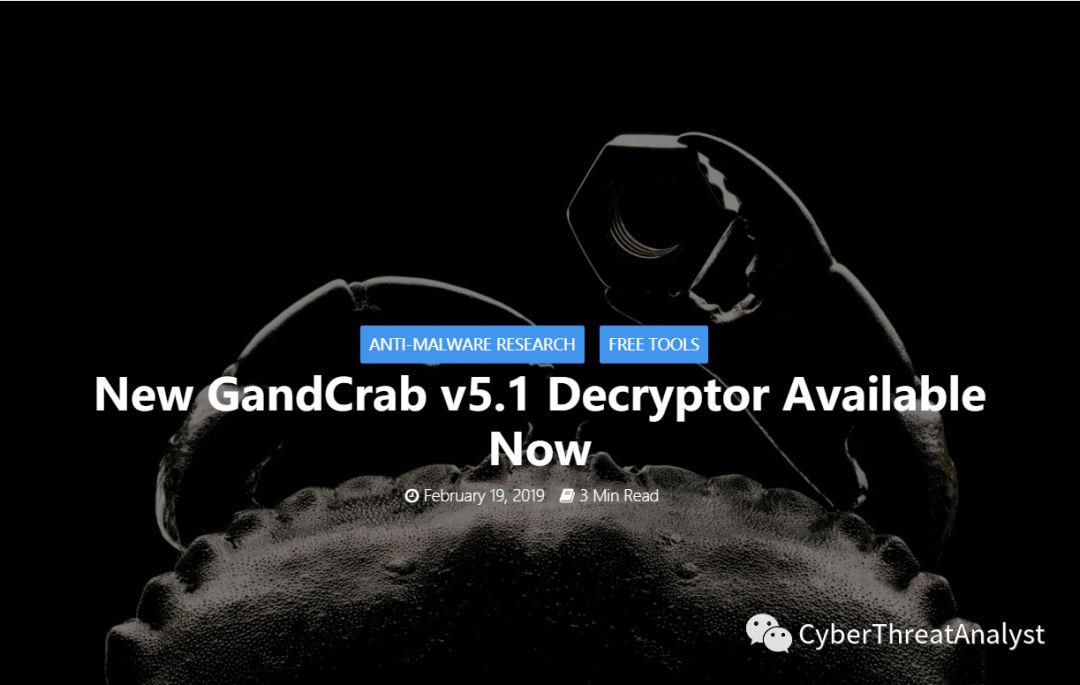 ANTI-MALWARE RESEARCH FREE TOOLS
New GandCrab v5.1 Decryptor Available
Now
February 19, 2019 3 Min Read
CyberThreatAnalyst